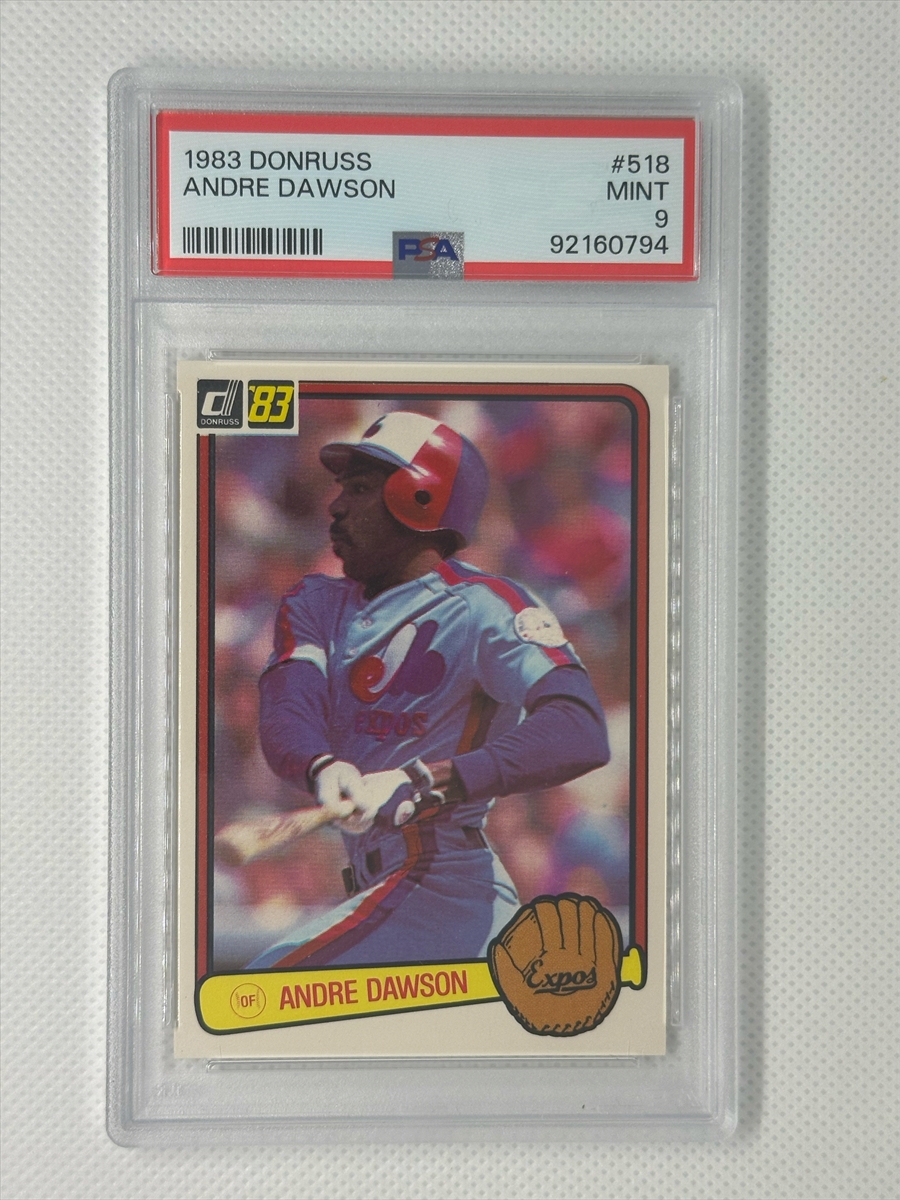 1983 DONRUSS #518
ANDRE DAWSON MINT
9
PSA 92160794
d '83
DONRUSS
expos
OF ANDRE DAWSON
Expos